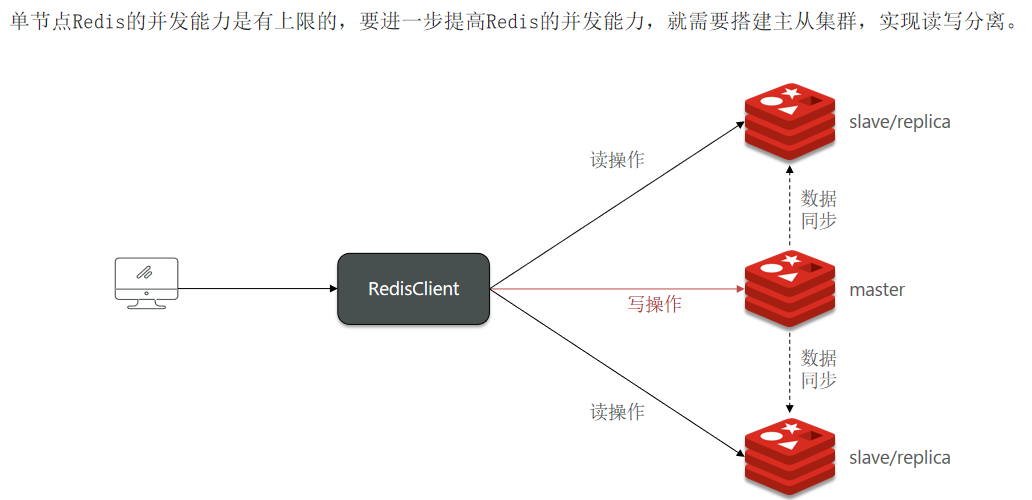 单节点Redis的并发能力是有上限的，要进一步提高Redis的并发能力，就需要搭建主从集群，实现读写分离。
slave/replica
读操作
数据
同步
RedisClient
master
写操作
数据
同步
读操作
slave/replica